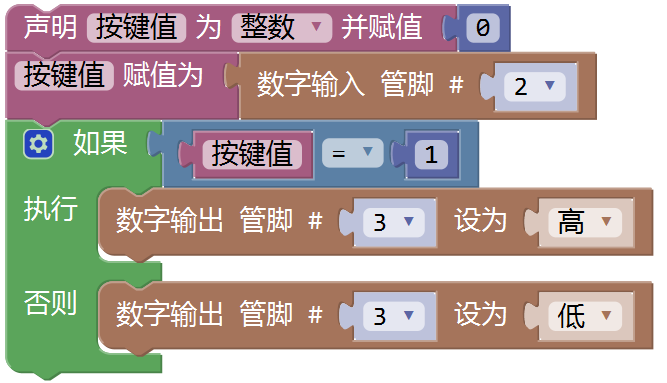 声明 按键值 为 整数 并赋值 0
按键值 赋值为 数字输入 管脚 # 2
如果 按键值 = 1
执行 数字输出 管脚 # 3 设为 高
否则 数字输出 管脚 # 3 设为 低